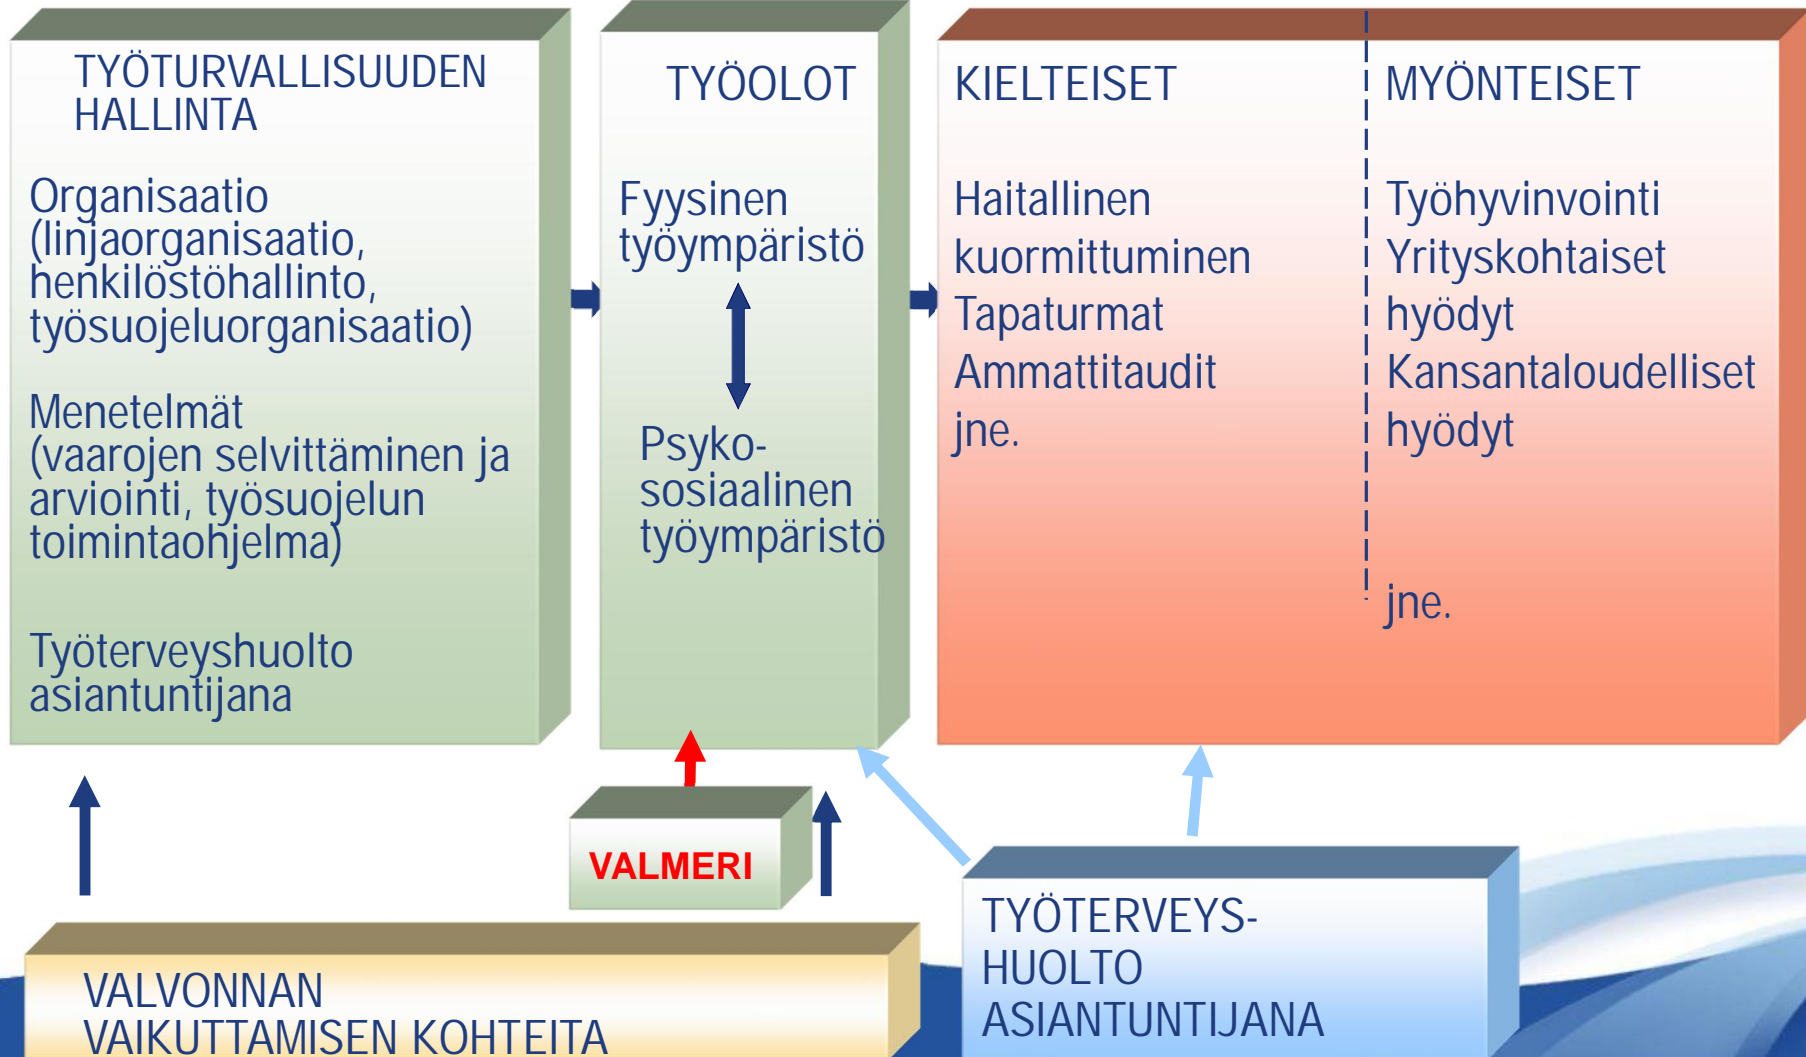 TYÖTURVALLISUUDEN
HALLINTA
Organisaatio
(linjaorganisaatio,
henkilöstöhallinto,
työsuojeluorganisaatio)
Menetelmät
(vaarojen selvittäminen ja
arviointi, työsuojelun
toimintaohjelma)
Työterveyshuolto
asiantuntijana
TYÖOLOT
Fyysinen
työympäristö
Psyko-
sosiaalinen
työympäristö
KIELTEISET
Haitallinen
kuormittuminen
Tapaturmat
Ammattitaudit
jne.
MYÖNTEISET
Työhyvinvointi
Yrityskohtaiset
hyödyt
Kansantaloudelliset
hyödyt
jne.
VALMERI
VALVONNAN
VAIKUTTAMISEN KOHTEITA
TYÖTERVEYS-
HUOLTO
ASIANTUNTIJANA